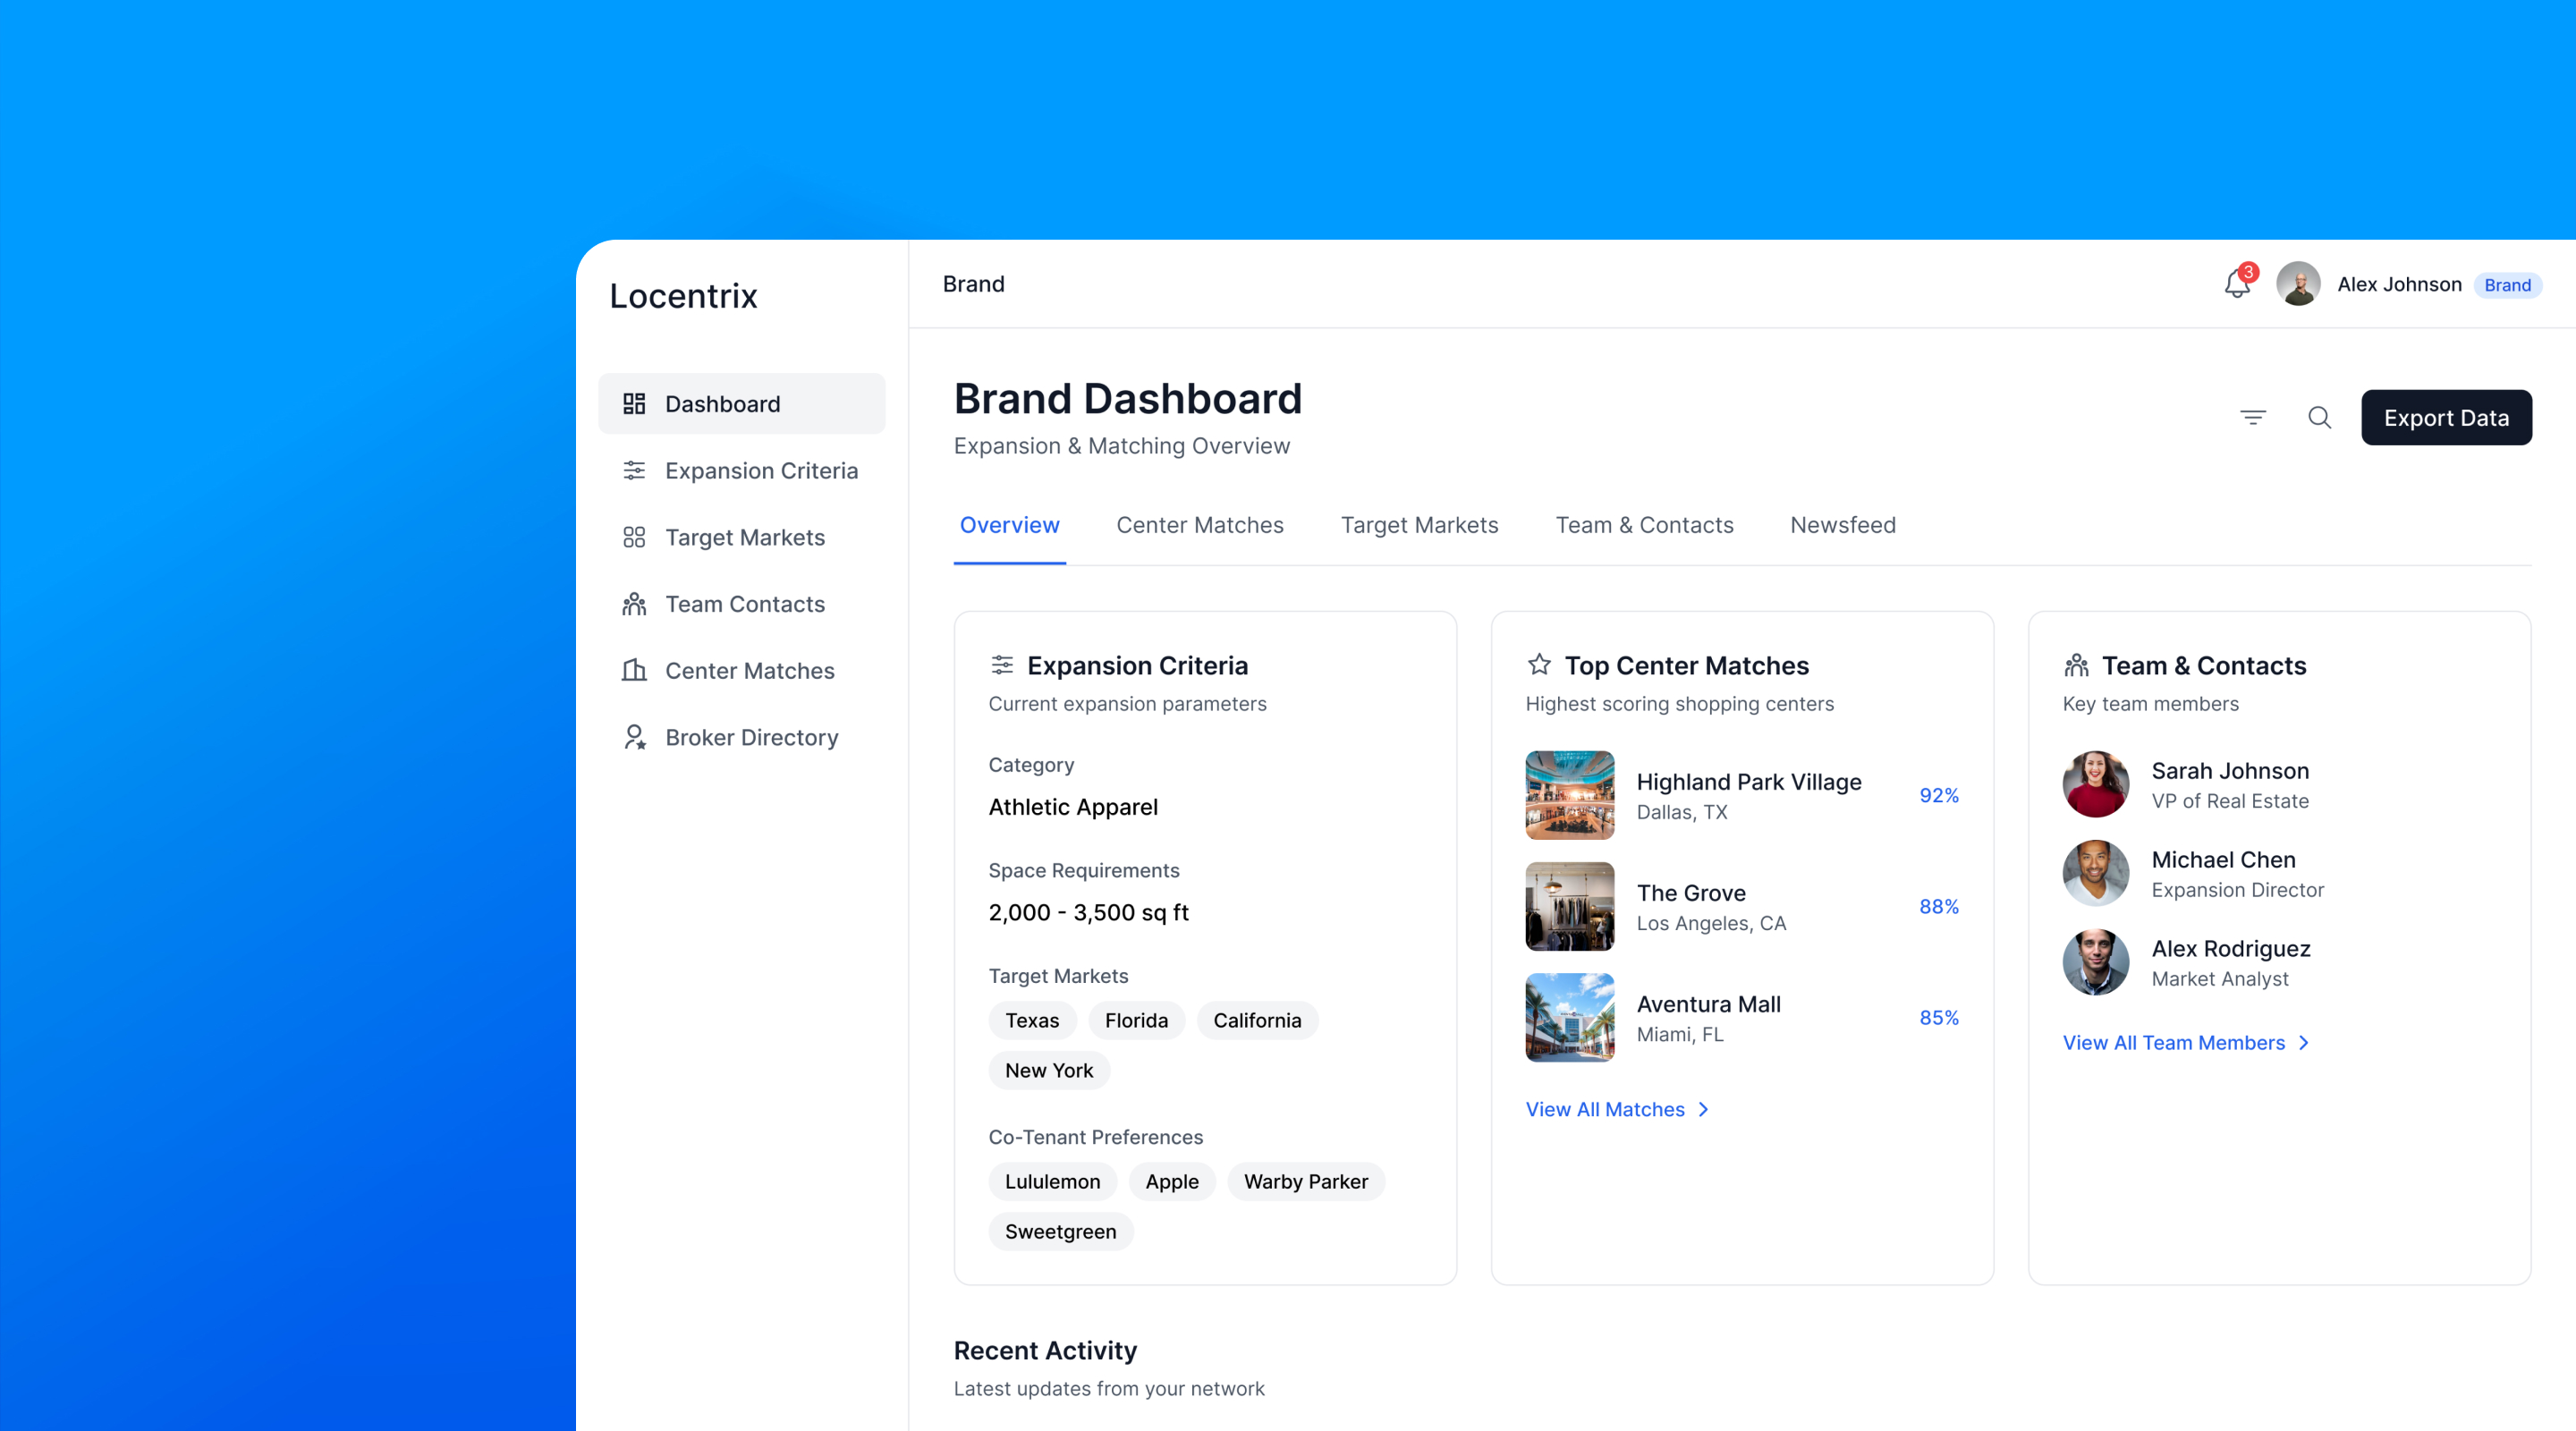 Locentrix
Dashboard
Expansion Criteria
Target Markets
Team Contacts
Center Matches
Broker Directory
Brand
3
Alex Johnson
Brand
Brand Dashboard
Expansion & Matching Overview
Export Data
Overview
Center Matches
Target Markets
Team & Contacts
Newsfeed
Expansion Criteria
Current expansion parameters
Category
Athletic Apparel
Space Requirements
2,000 - 3,500 sq ft
Target Markets
Texas
Florida
California
New York
Co-Tenant Preferences
Lululemon
Apple
Warby Parker
Sweetgreen
Top Center Matches
Highest scoring shopping centers
Highland Park Village
Dallas, TX
92%
The Grove
Los Angeles, CA
88%
Aventura Mall
Miami, FL
85%
View All Matches
Team & Contacts
Key team members
Sarah Johnson
VP of Real Estate
Michael Chen
Expansion Director
Alex Rodriguez
Market Analyst
View All Team Members
Recent Activity
Latest updates from your network